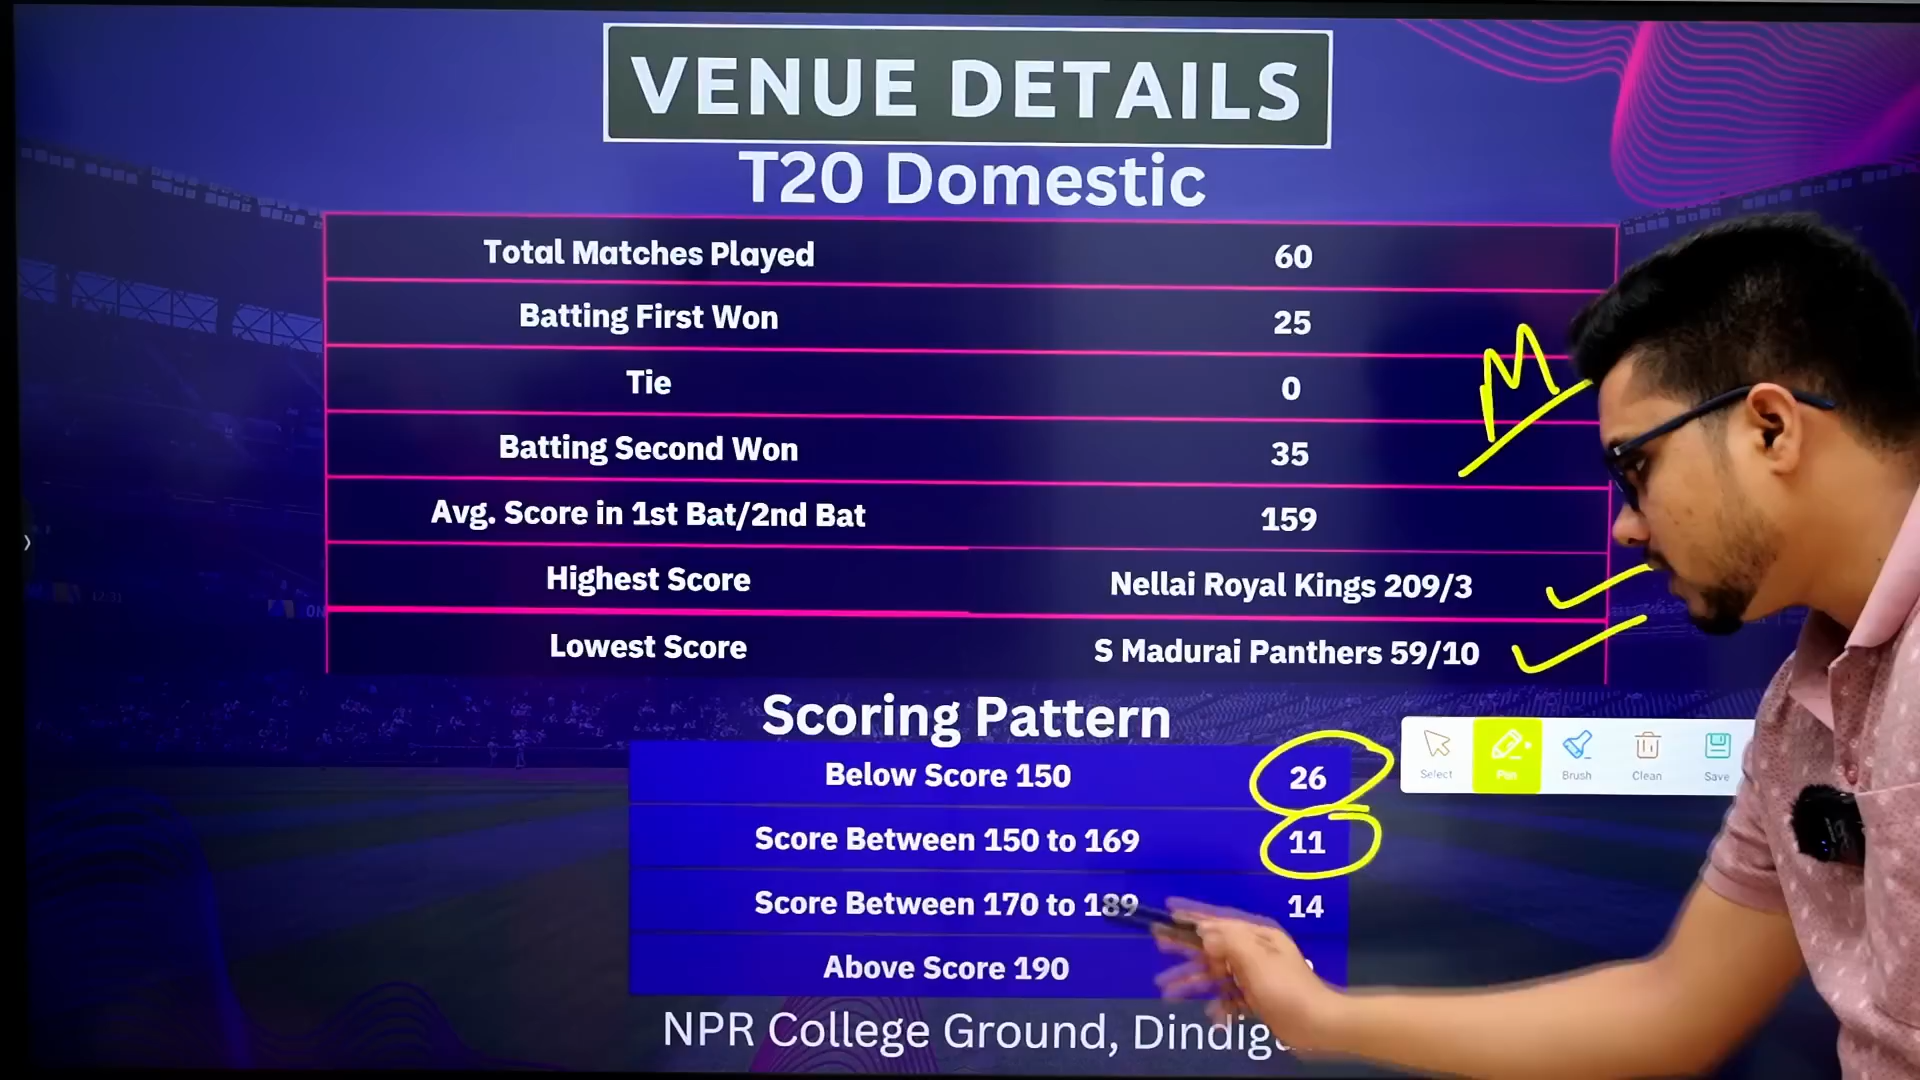 VENUE DETAILS
T20 Domestic
Total Matches Played 60
Batting First Won 25
Tie 0
Batting Second Won 35
Avg. Score in 1st Bat/2nd Bat 159
Highest Score Nellai Royal Kings 209/3
Lowest Score S Madurai Panthers 59/10
M
Scoring Pattern
Below Score 150 26
Score Between 150 to 169 11
Score Between 170 to 189 14
Above Score 190
Select Pen Brush Clean Save
NPR College Ground,